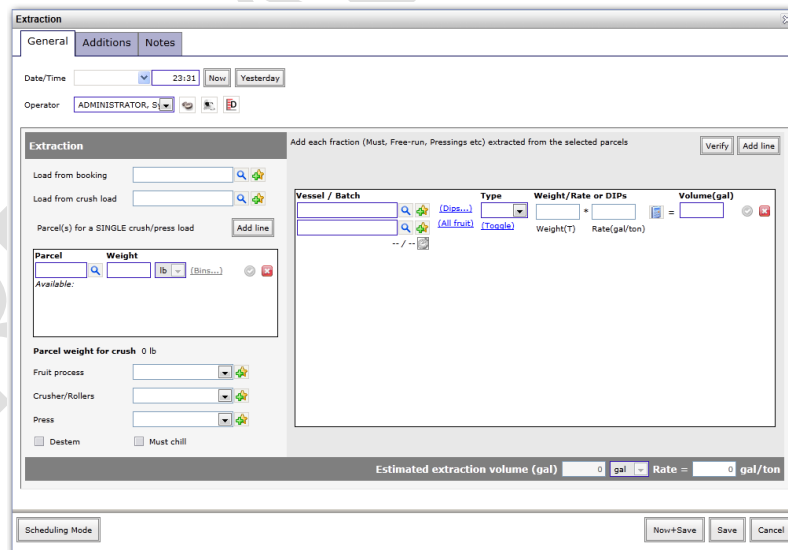 Extraction
General Additions Notes
Date/Time 23:31 Now Yesterday
Operator ADMINISTRATOR, S
Extraction
Load from booking
Load from crush load
Parcel(s) for a SINGLE crush/press load Add line
Parcel Weight
lb (Bins...)
Available:
Parcel weight for crush 0 lb
Fruit process
Crusher/Rollers
Press
Destem Must chill
Add each fraction (Must, Free-run, Pressings etc) extracted from the selected parcels
Verify Add line
Vessel / Batch Type Weight/Rate or DIPs Volume(gal)
(Dips...) * =
(All fruit) (Toggle) Weight(T) Rate(gal/ton)
-- / --
Estimated extraction volume (gal) 0 gal Rate = 0 gal/ton
Scheduling Mode Now+Save Save Cancel